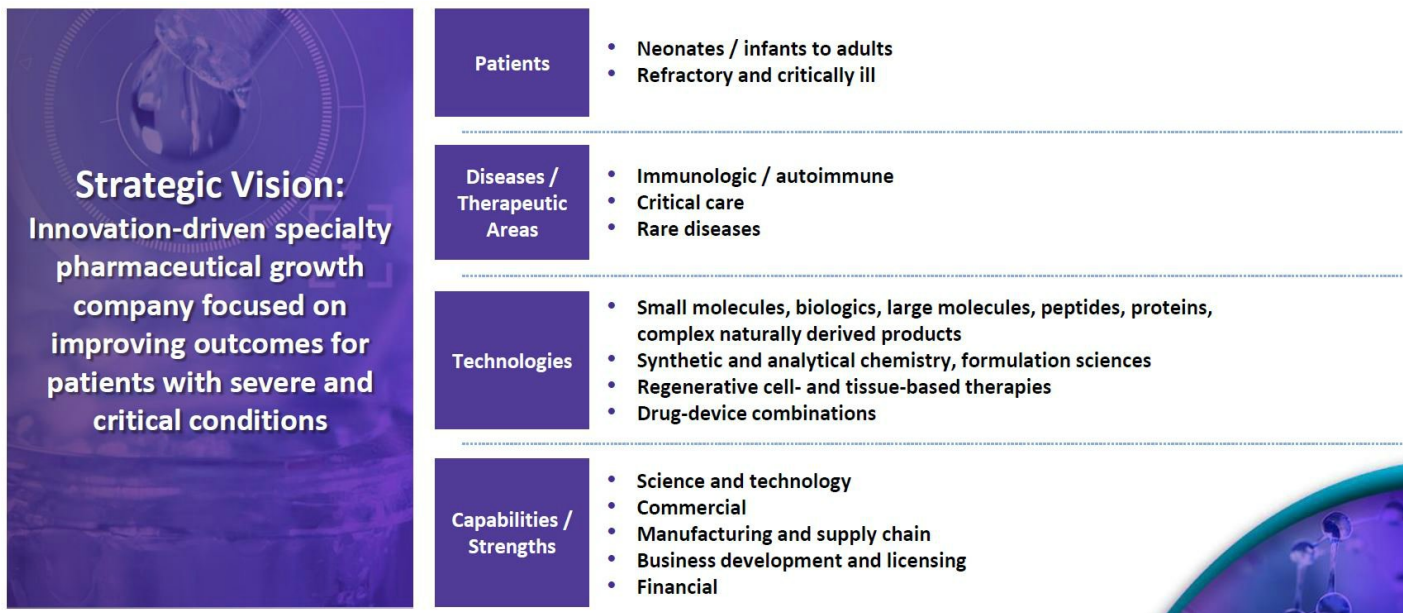 Strategic Vision:
Innovation-driven specialty
pharmaceutical growth
company focused on
improving outcomes for
patients with severe and
critical conditions
Patients
• Neonates / infants to adults
• Refractory and critically ill
Diseases /
Therapeutic
Areas
• Immunologic / autoimmune
• Critical care
• Rare diseases
Technologies
• Small molecules, biologics, large molecules, peptides, proteins,
complex naturally derived products
• Synthetic and analytical chemistry, formulation sciences
• Regenerative cell- and tissue-based therapies
• Drug-device combinations
Capabilities /
Strengths
• Science and technology
• Commercial
• Manufacturing and supply chain
• Business development and licensing
• Financial